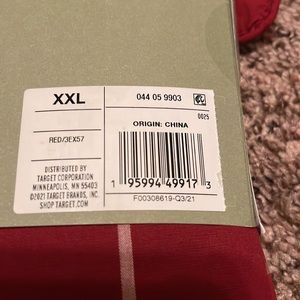 XXL
044 05 9903
0025
RED/3EX57
ORIGIN: CHINA
DISTRIBUTED BY
TARGET CORPORATION
MINNEAPOLIS, MN 55403
©2021 TARGET BRANDS, INC.
SHOP TARGET.COM
1 95994 49917 3
F00308619-Q3/21